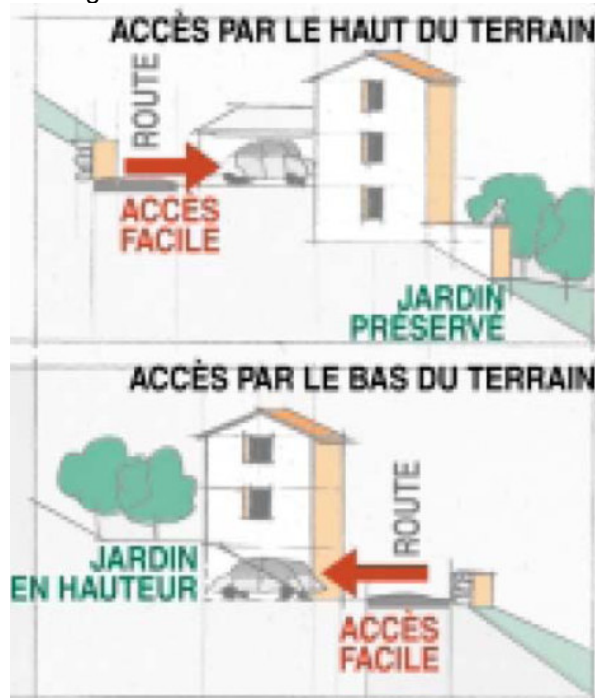 ACCÈS PAR LE HAUT DU TERRAIN
ROUTE
ACCÈS
FACILE
JARDIN
PRÉSERVÉ
ACCÈS PAR LE BAS DU TERRAIN
ROUTE
JARDIN
EN HAUTEUR
ACCÈS
FACILE